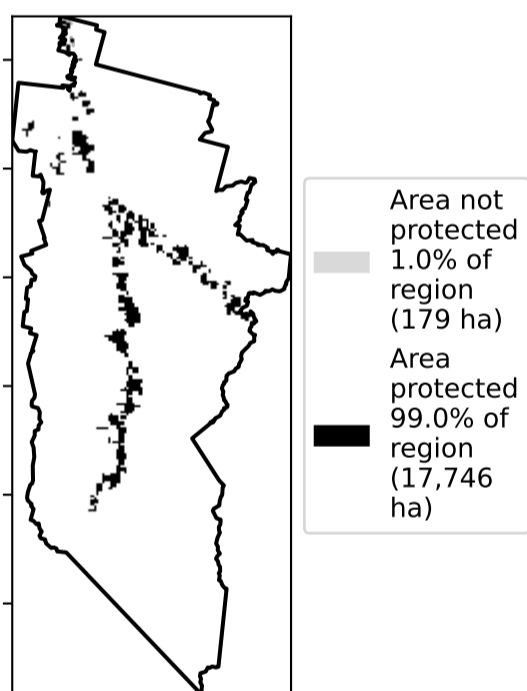 Area not
protected
1.0% of
region
(179 ha)
Area
protected
99.0% of
region
(17,746
ha)